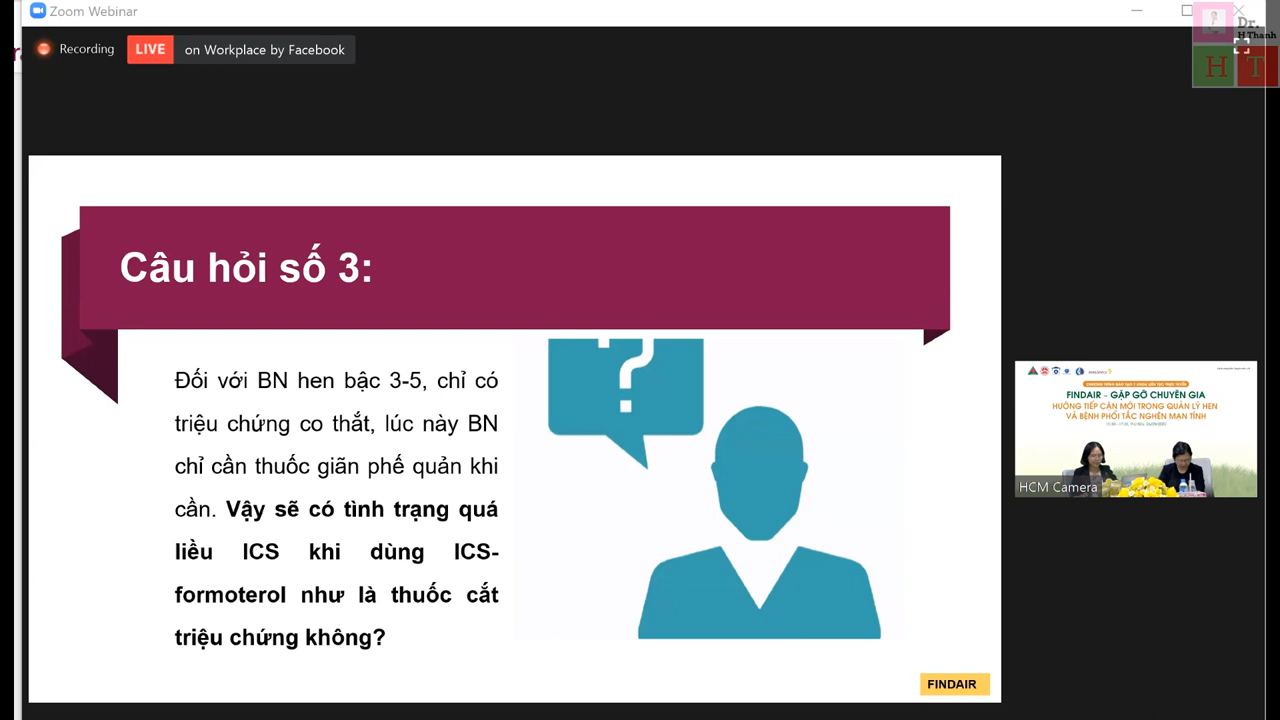 Zoom Webinar
Recording
LIVE
on Workplace by Facebook
Dr.
H Thanh
H T
Câu hỏi số 3:
Đối với BN hen bậc 3-5, chỉ có
triệu chứng co thắt, lúc này BN
chỉ cần thuốc giãn phế quản khi
cần. Vậy sẽ có tình trạng quá
liều ICS khi dùng ICS-
formoterol như là thuốc cắt
triệu chứng không?
FINDAIR
FINDAIR – GẶP GỠ CHUYÊN GIA
HƯỚNG TIẾP CẬN MỚI TRONG QUẢN LÝ HEN
VÀ BỆNH PHỔI TẮC NGHẼN MẠN TÍNH
HCM Camera